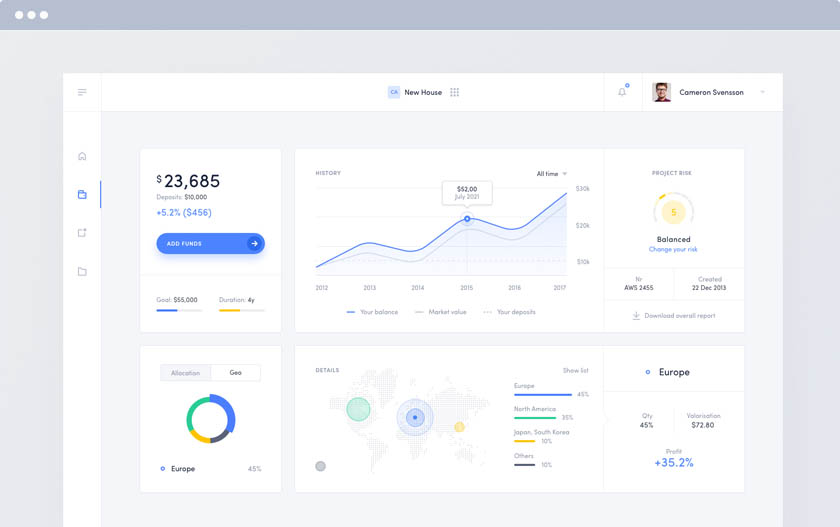 CA New House
Cameron Svensson
$23,685
Deposits: $10,000
+5.2% ($456)
ADD FUNDS
Goal: $55,000
Duration: 4y
HISTORY
All time
$52,00
July 2021
$30k
$20k
$10k
2012 2013 2014 2015 2016 2017
Your balance
Market value
Your deposits
PROJECT RISK
5
Balanced
Change your risk
Nr
AWS 2455
Created
22 Dec 2013
Download overall report
Allocation
Geo
Europe 45%
DETAILS
Show list
Europe
45%
North America
35%
Japan, South Korea
10%
Others
10%
Europe
Qty
45%
Valarisation
$72.80
Profit
+35.2%